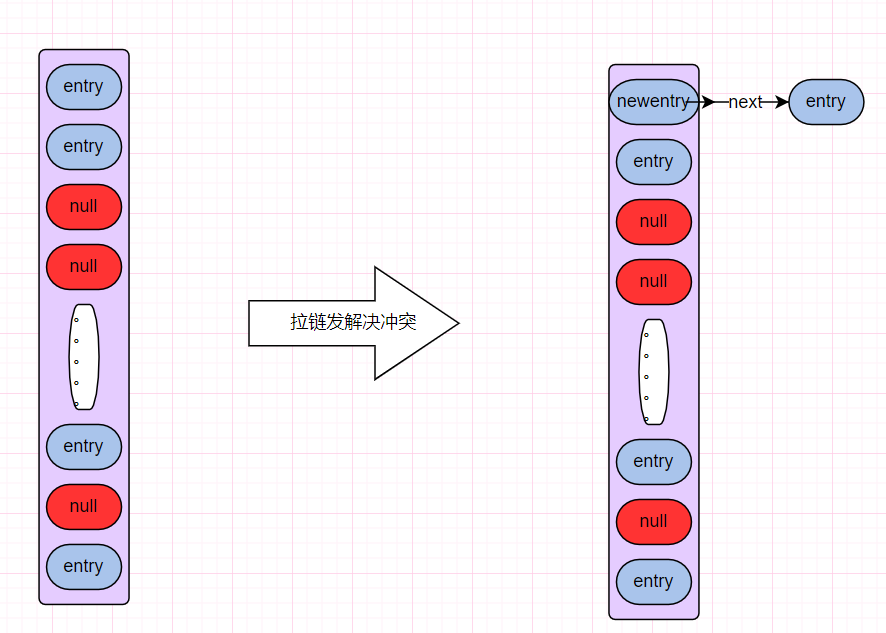 entry
entry
null
null
。
。
。
。
。
entry
null
entry
拉链发解决冲突
newentry
next
entry
entry
null
null
。
。
。
。
。
entry
null
entry